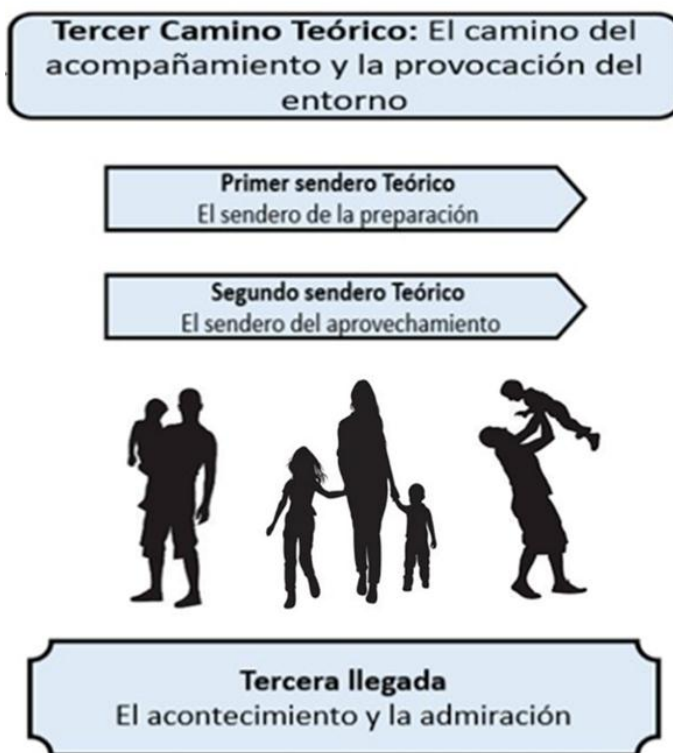 Tercer Camino Teórico: El camino del
acompañamiento y la provocación del
entorno
Primer sendero Teórico
El sendero de la preparación
Segundo sendero Teórico
El sendero del aprovechamiento
Tercera llegada
El acontecimiento y la admiración